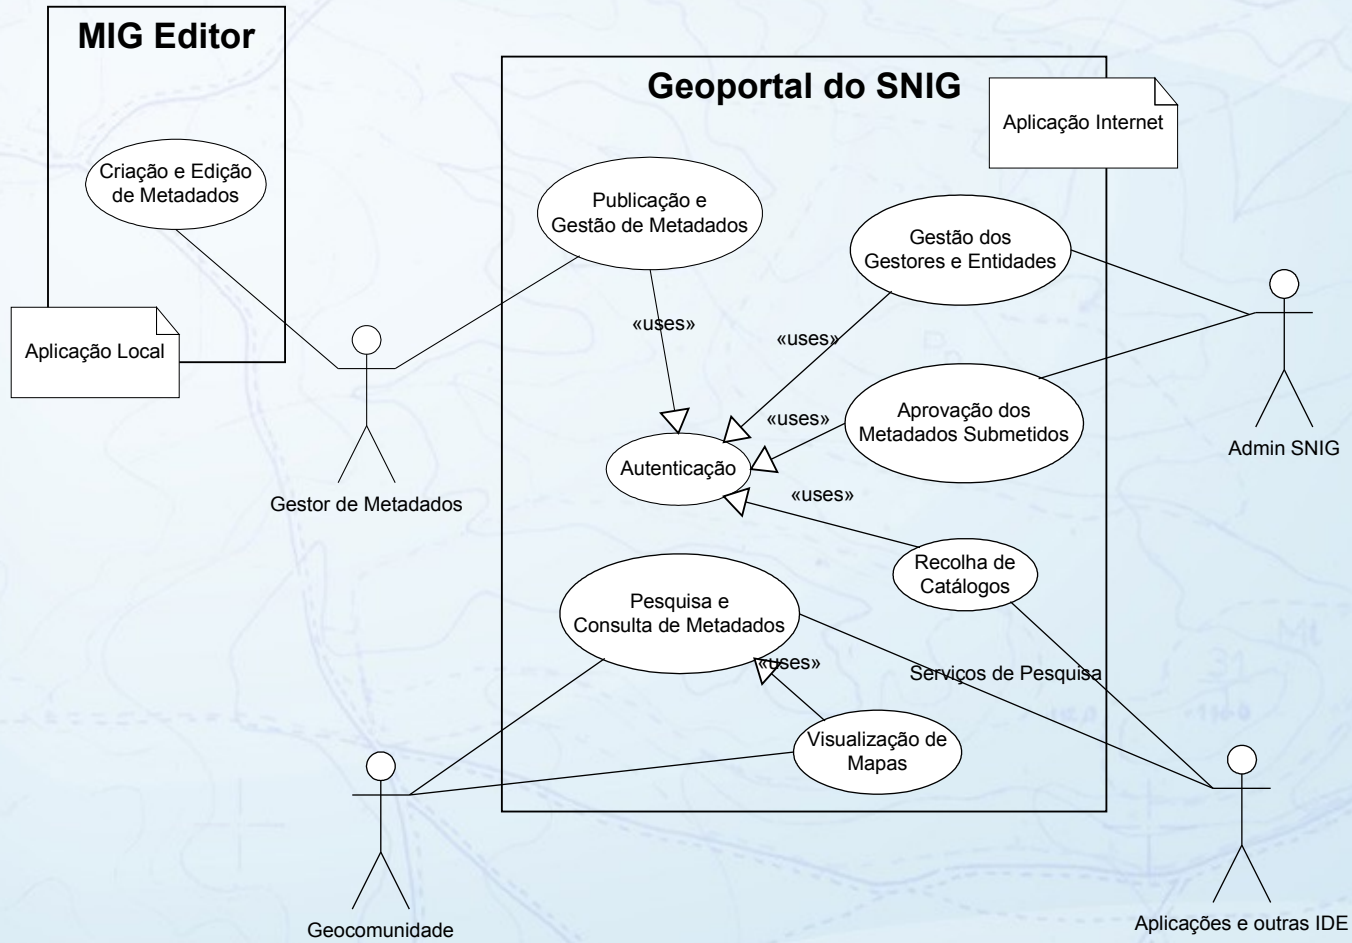 MIG Editor
Criação e Edição
de Metadados
Aplicação Local
Geoportal do SNIG
Aplicação Internet
Publicação e
Gestão de Metadados
Gestão dos
Gestores e Entidades
«uses»
«uses»
«uses»
Aprovação dos
Metadados Submetidos
Autenticação
«uses»
Admin SNIG
Gestor de Metadados
Recolha de
Catálogos
Pesquisa e
Consulta de Metadados
«uses»
Serviços de Pesquisa
Visualização de
Mapas
Geocomunidade
Aplicações e outras IDE
Mt
31